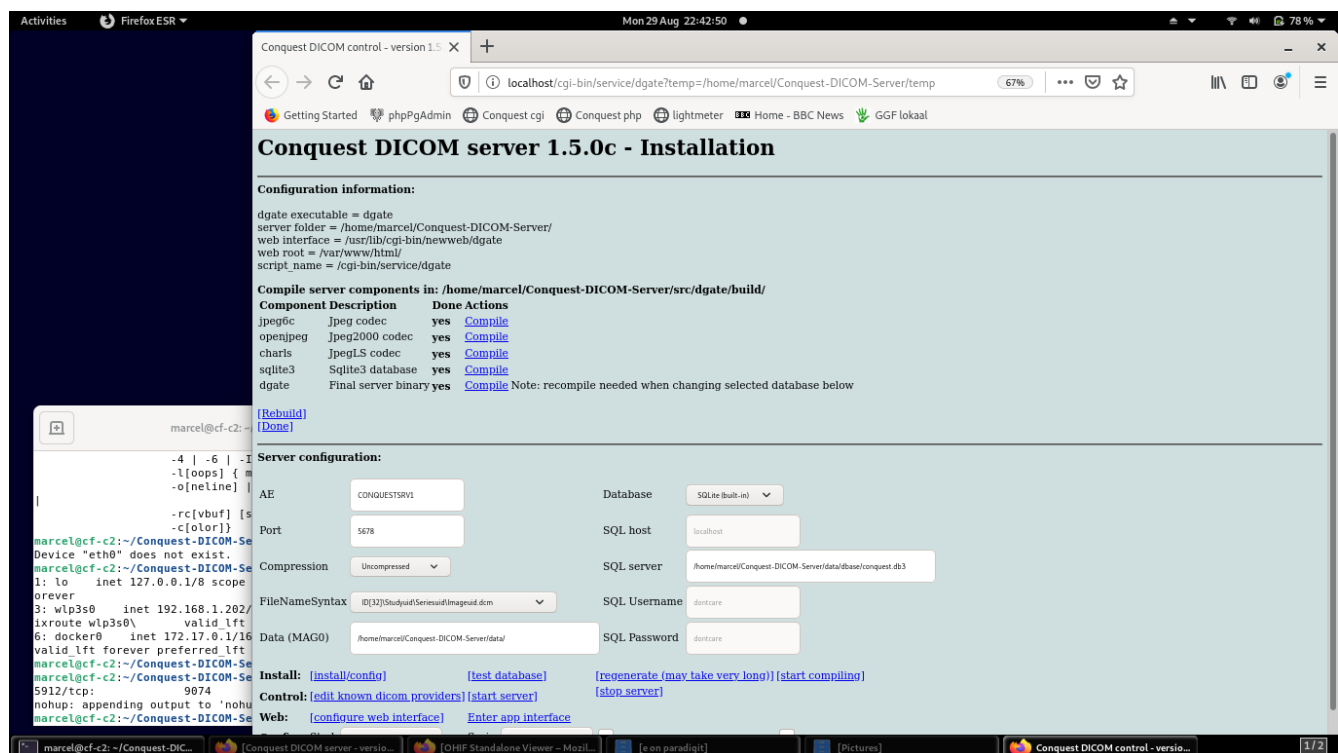 Activities Firefox ESR Mon 29 Aug 22:42:50 78 %
Conquest DICOM control - version 1.5
localhost/cgi-bin/service/dgate?temp=/home/marcel/Conquest-DICOM-Server/temp 67%
Getting Started phpPgAdmin Conquest cgi Conquest php lightmeter BBC Home - BBC News GGF lokaal
Conquest DICOM server 1.5.0c - Installation
Configuration information:
dgate executable = dgate
server folder = /home/marcel/Conquest-DICOM-Server/
web interface = /usr/lib/cgi-bin/newweb/dgate
web root = /var/www/html/
script_name = /cgi-bin/service/dgate
Compile server components in: /home/marcel/Conquest-DICOM-Server/src/dgate/build/
Component Description Done Actions
jpeg6c Jpeg codec yes Compile
openjpeg Jpeg2000 codec yes Compile
charls JpegLS codec yes Compile
sqlite3 Sqlite3 database yes Compile
dgate Final server binary yes Compile Note: recompile needed when changing selected database below
[Rebuild]
[Done]
Server configuration:
AE CONQUESTSRV1 Database SQLite (built-in)
Port 5678 SQL host localhost
Compression Uncompressed SQL server /home/marcel/Conquest-DICOM-Server/data/dbase/conquest.db3
FileNameSyntax ID[32]\Studyuid\Seriesuid\Imageuid.dcm SQL Username dontcare
Data (MAG0) /home/marcel/Conquest-DICOM-Server/data/ SQL Password dontcare
Install: [install/config] [test database] [regenerate (may take very long)] [start compiling]
Control: [edit known dicom providers] [start server] [stop server]
Web: [configure web interface] Enter app interface
marcel@cf-c2: ~/
-4 | -6 | -I
-l[oops] { m
-o[neline] |
|
-rc[vbuf] [s
-c[olor]}
marcel@cf-c2:~/Conquest-DICOM-Se
Device "eth0" does not exist.
marcel@cf-c2:~/Conquest-DICOM-Se
1: lo inet 127.0.0.1/8 scope
orever
3: wlp3s0 inet 192.168.1.202/
ixroute wlp3s0\ valid_lft
6: docker0 inet 172.17.0.1/16
valid_lft forever preferred_lft
marcel@cf-c2:~/Conquest-DICOM-Se
marcel@cf-c2:~/Conquest-DICOM-Se
5912/tcp: 9074
nohup: appending output to 'nohu
marcel@cf-c2:~/Conquest-DICOM-Se
marcel@cf-c2: ~/Conquest-DIC... [Conquest DICOM server - versio... [OHIF Standalone Viewer – Mozil... [e on paradigit] [Pictures] Conquest DICOM control - versio... 1/2